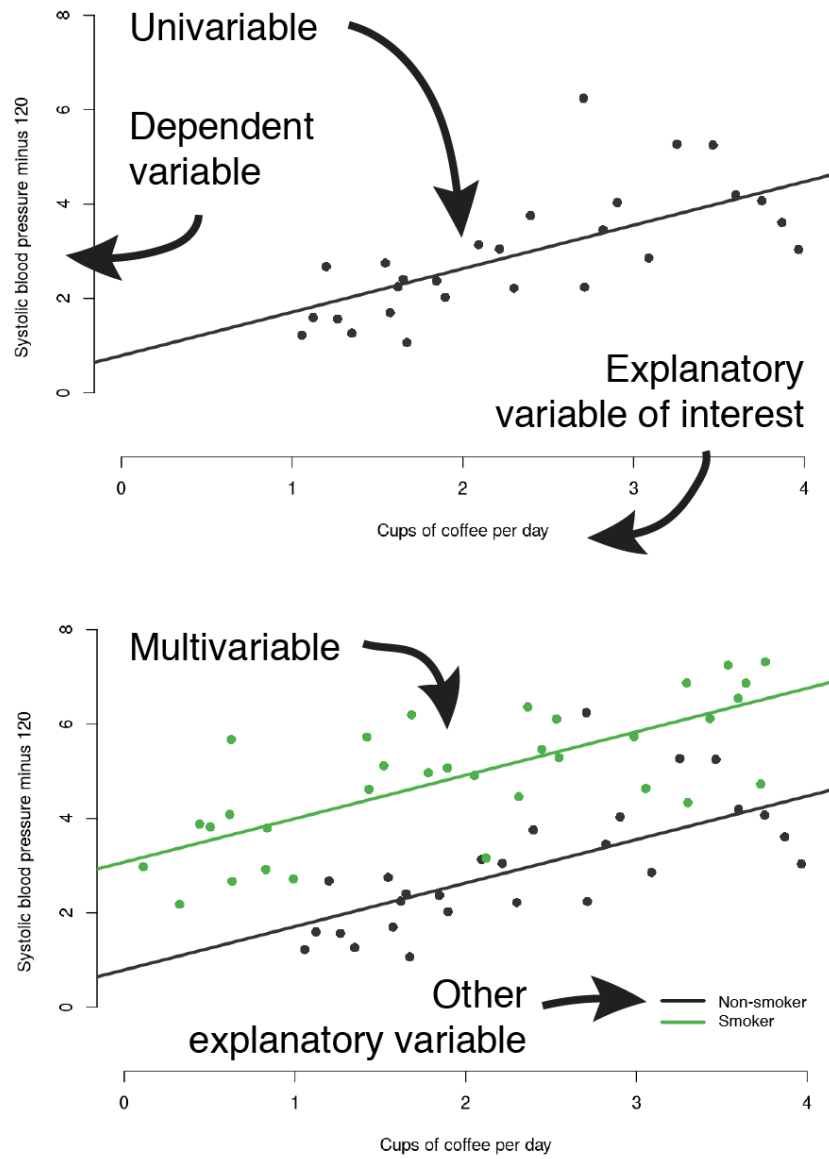 Univariable
Dependent
variable
Systolic blood pressure minus 120
8
6
4
2
0
Explanatory
variable of interest
0 1 2 3 4
Cups of coffee per day
Multivariable
Systolic blood pressure minus 120
8
6
4
2
0
Other
explanatory variable
Non-smoker
Smoker
0 1 2 3 4
Cups of coffee per day